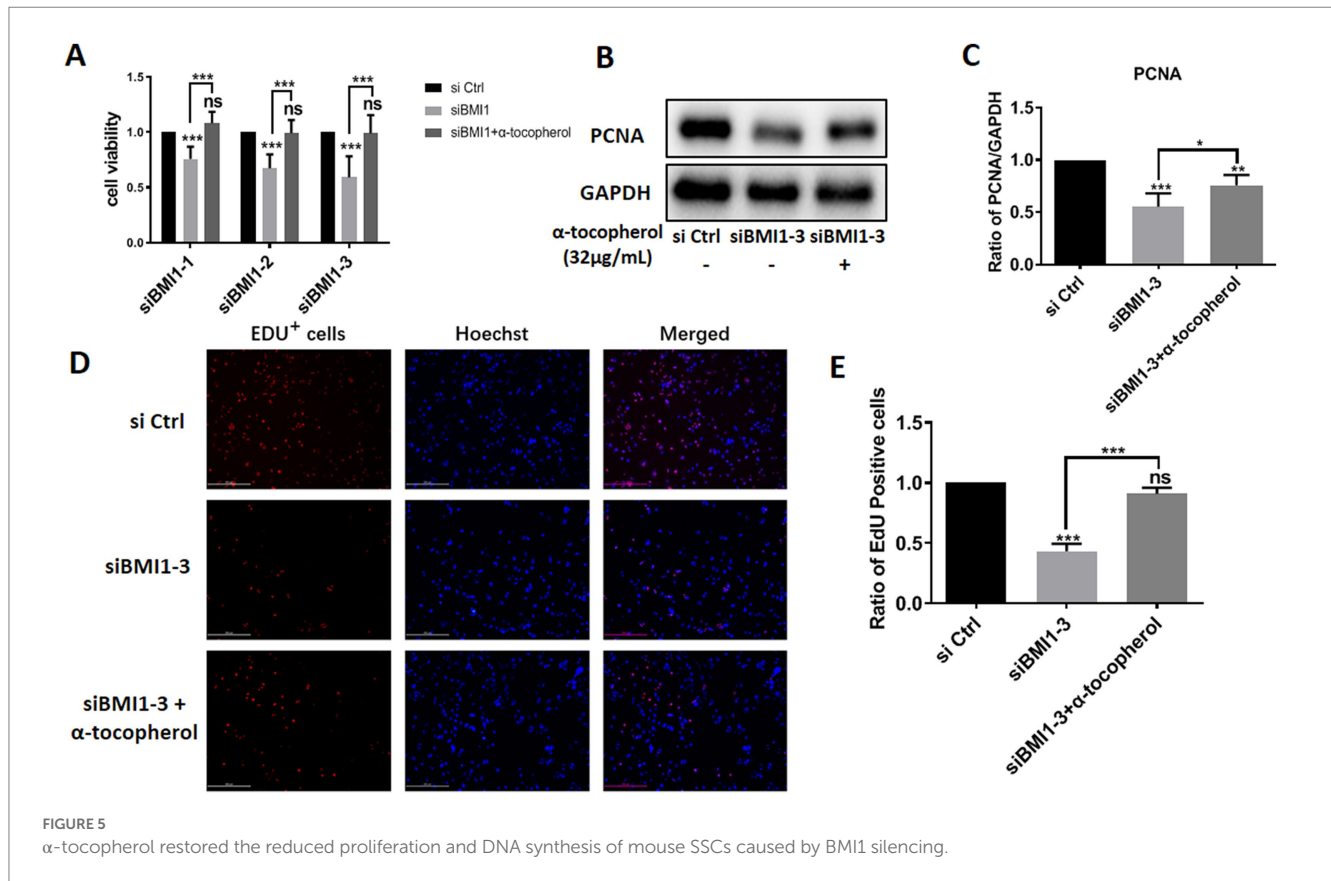 A
cell viability
1.5
1.0
0.5
0.0
***
***
***
***
ns
***
ns
***
ns
siBMI1-1
siBMI1-2
siBMI1-3
si Ctrl
siBMI1
siBMI1+α-tocopherol
B
PCNA
GAPDH
α-tocopherol
(32μg/mL)
si Ctrl siBMI1-3 siBMI1-3
- - +
C
PCNA
Ratio of PCNA/GAPDH
1.5
1.0
0.5
0.0
*
***
**
si Ctrl
siBMI1-3
siBMI1-3+α-tocopherol
D
EDU+ cells Hoechst Merged
si Ctrl
siBMI1-3
siBMI1-3 +
α-tocopherol
E
Ratio of EdU Positive cells
1.5
1.0
0.5
0.0
***
***
ns
si Ctrl
siBMI1-3
siBMI1-3+α-tocopherol
FIGURE 5
α-tocopherol restored the reduced proliferation and DNA synthesis of mouse SSCs caused by BMI1 silencing.